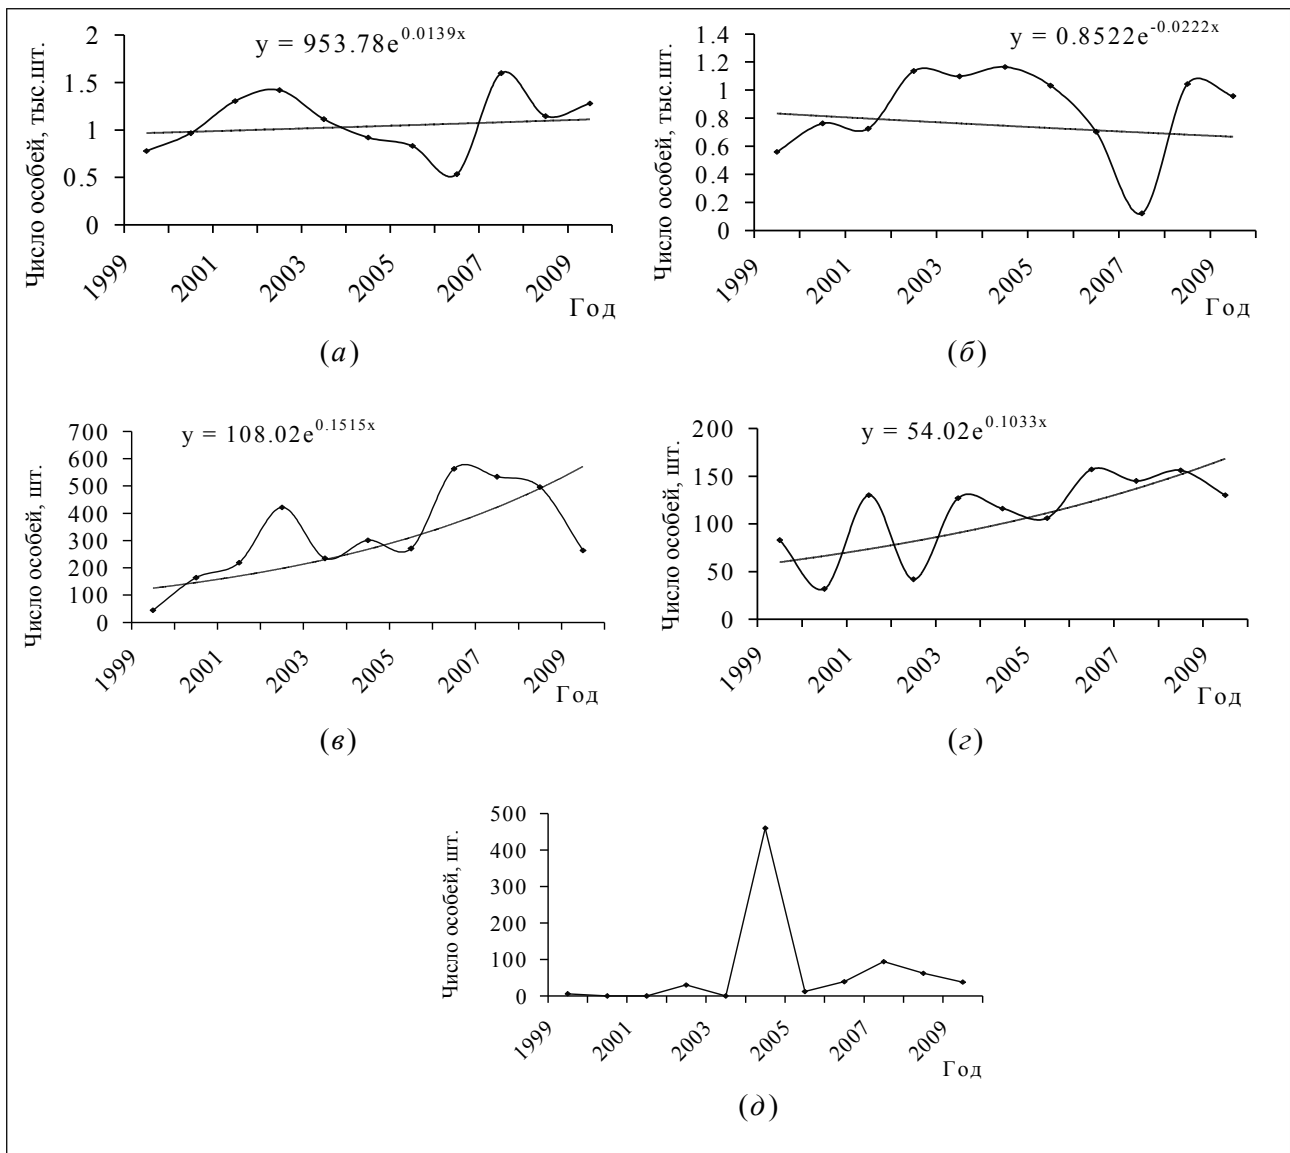 y = 953.78e^0.0139x
Число особей, тыс.шт.
2
1.5
1
0.5
0
1999 2001 2003 2005 2007 2009
Год
(а)
y = 0.8522e^-0.0222x
Число особей, тыс.шт.
1.4
1.2
1
0.8
0.6
0.4
0.2
0
1999 2001 2003 2005 2007 2009
Год
(б)
y = 108.02e^0.1515x
Число особей, шт.
700
600
500
400
300
200
100
0
1999 2001 2003 2005 2007 2009
Год
(в)
y = 54.02e^0.1033x
Число особей, шт.
200
150
100
50
0
1999 2001 2003 2005 2007 2009
Год
(г)
Число особей, шт.
500
400
300
200
100
0
1999 2001 2003 2005 2007 2009
Год
(д)